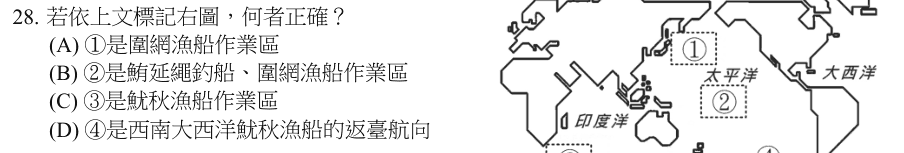 28. 若依上文標記右圖，何者正確？
(A) ①是圍網漁船作業區
(B) ②是鮪延繩釣船、圍網漁船作業區
(C) ③是魷秋漁船作業區
(D) ④是西南大西洋魷秋漁船的返臺航向
①
太平洋
大西洋
②
印度洋